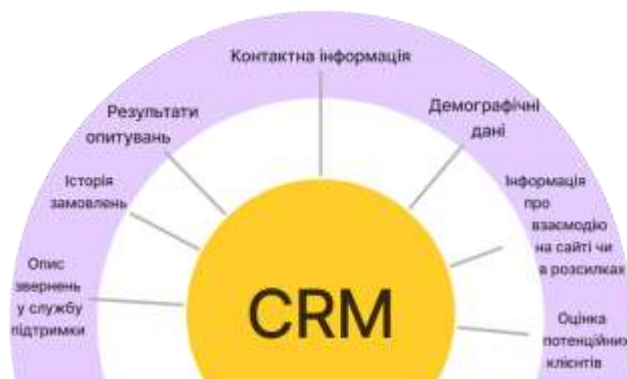 Контактна інформація
Результати
опитувань
Демографічні
дані
Історія
замовлень
Інформація
про
взаємодію
на сайті чи
в розсилках
Опис
звернень
у службу
підтримки
CRM
Оцінка
потенційних
клієнтів